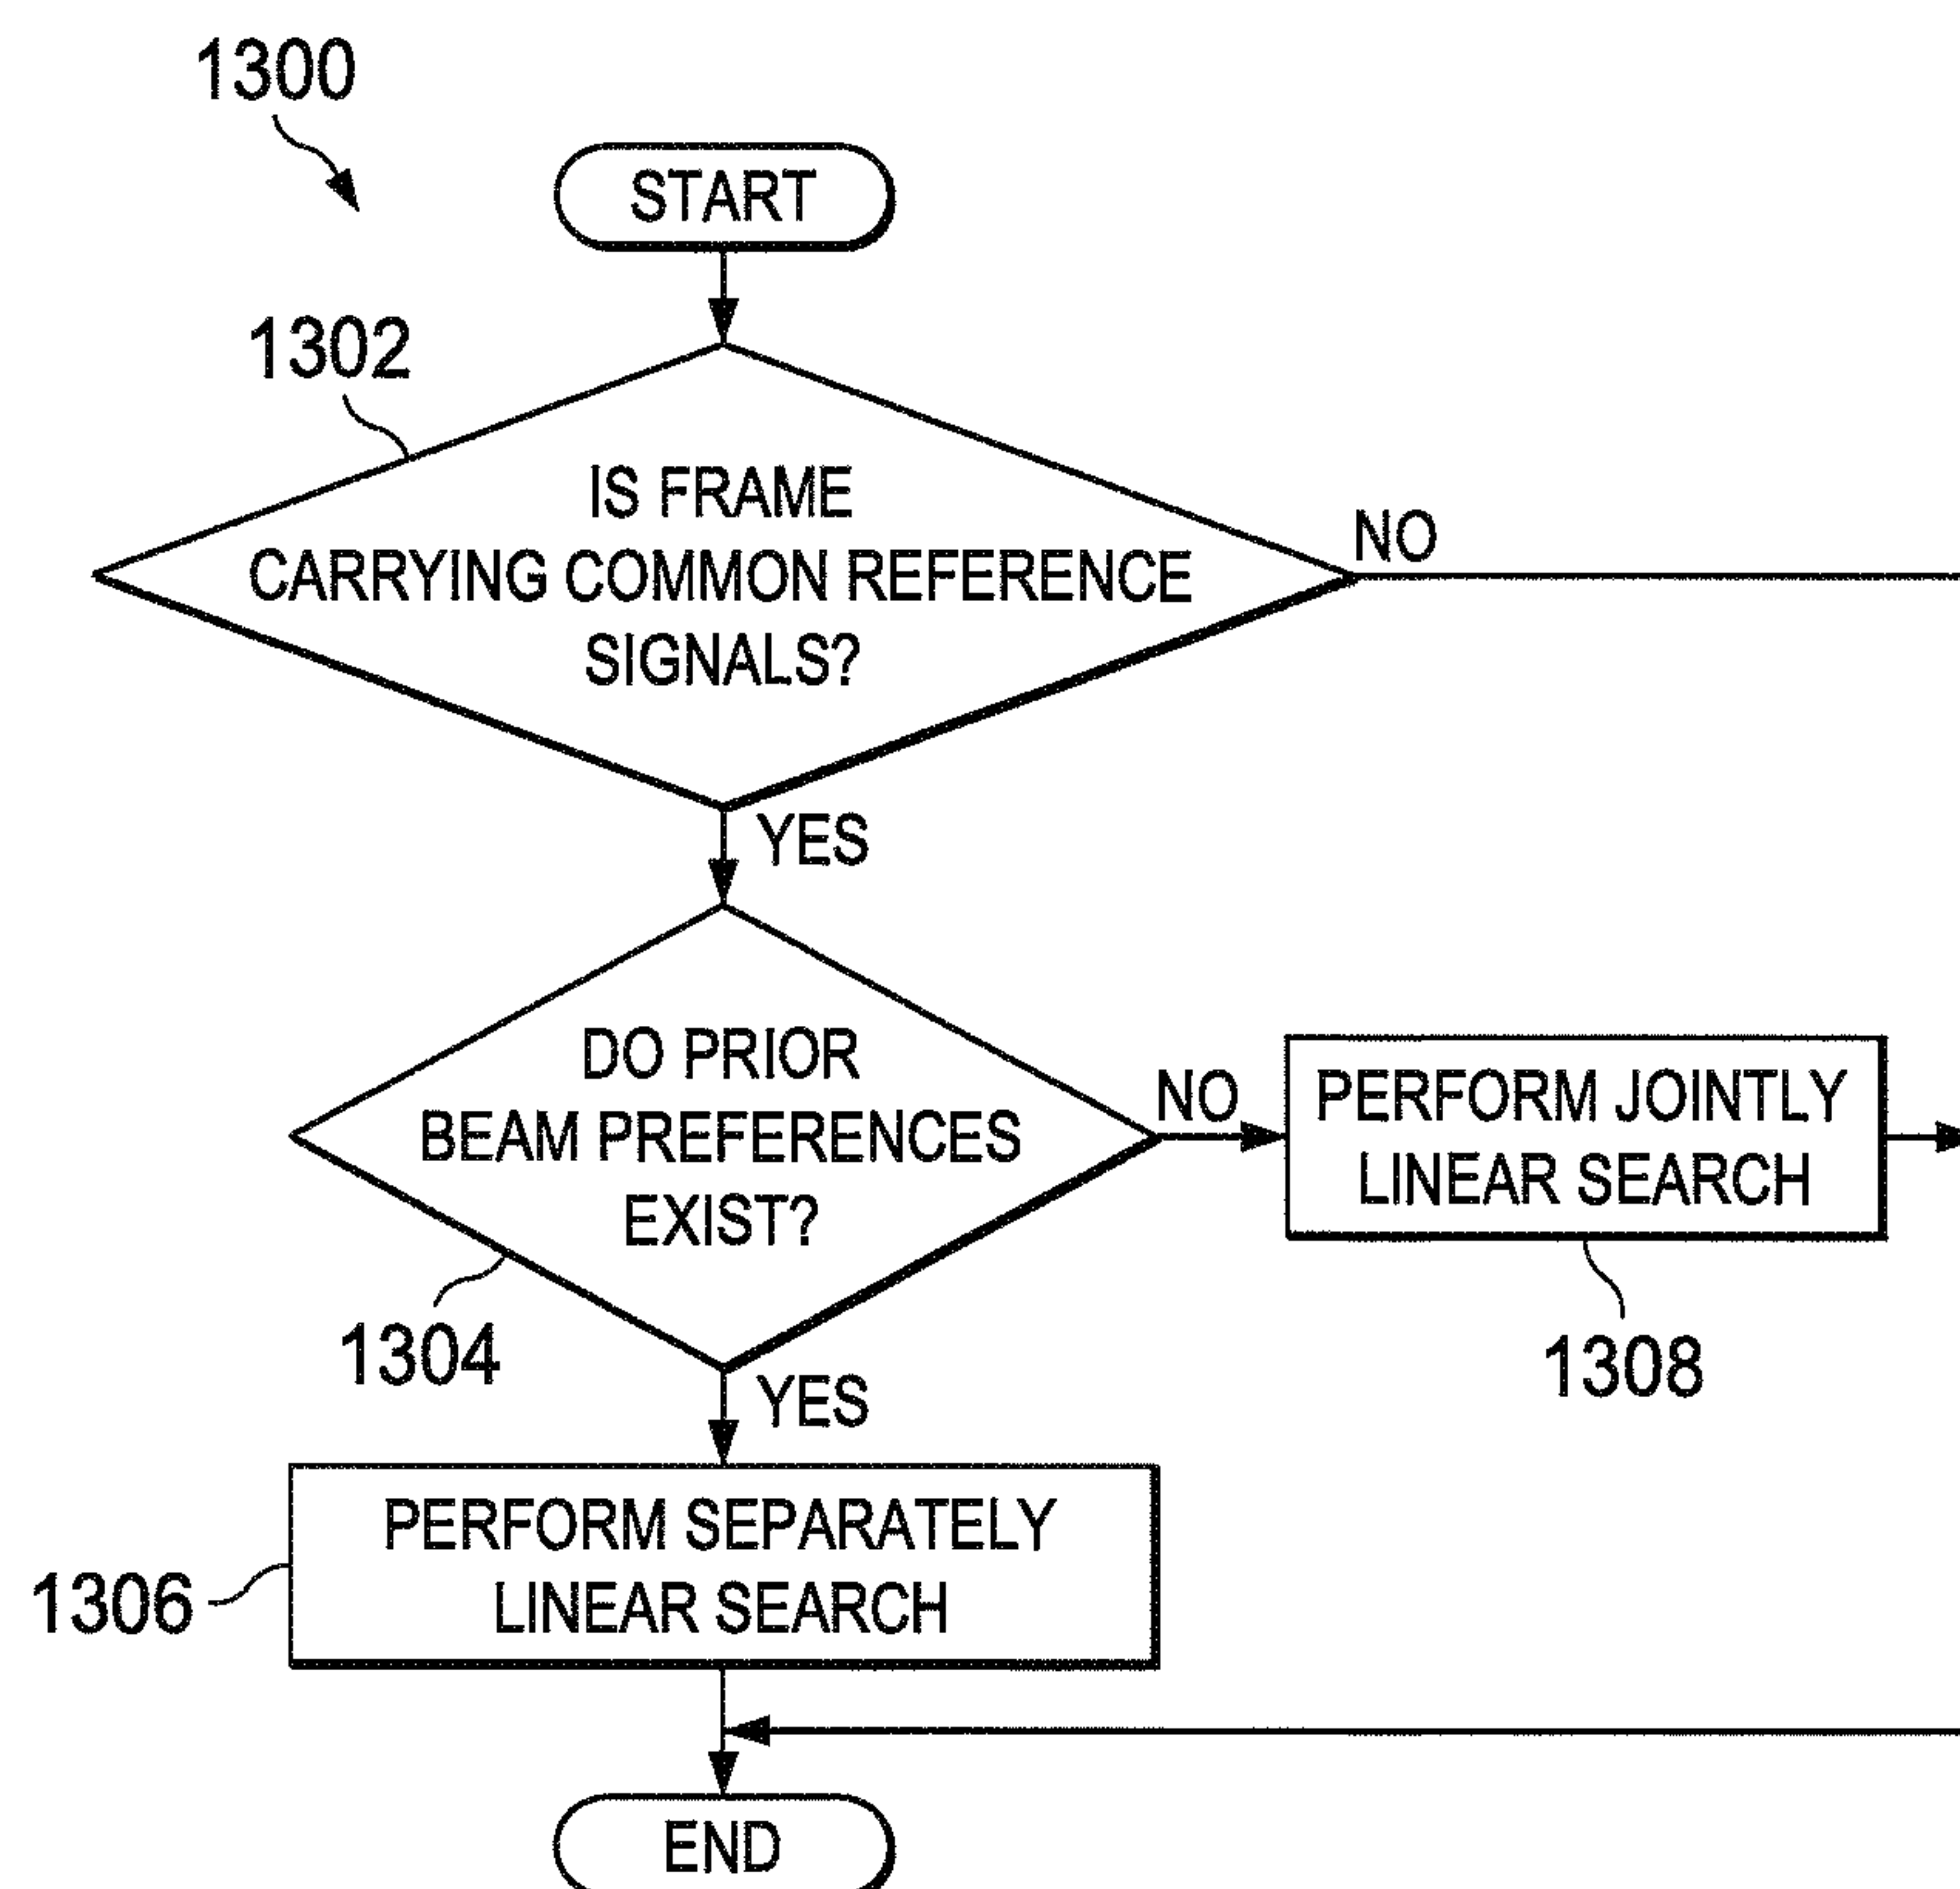 1300
START
1302
IS FRAME
CARRYING COMMON REFERENCE
SIGNALS?
NO
YES
DO PRIOR
BEAM PREFERENCES
EXIST?
NO
PERFORM JOINTLY
LINEAR SEARCH
1304
1308
YES
PERFORM SEPARATELY
LINEAR SEARCH
1306
END